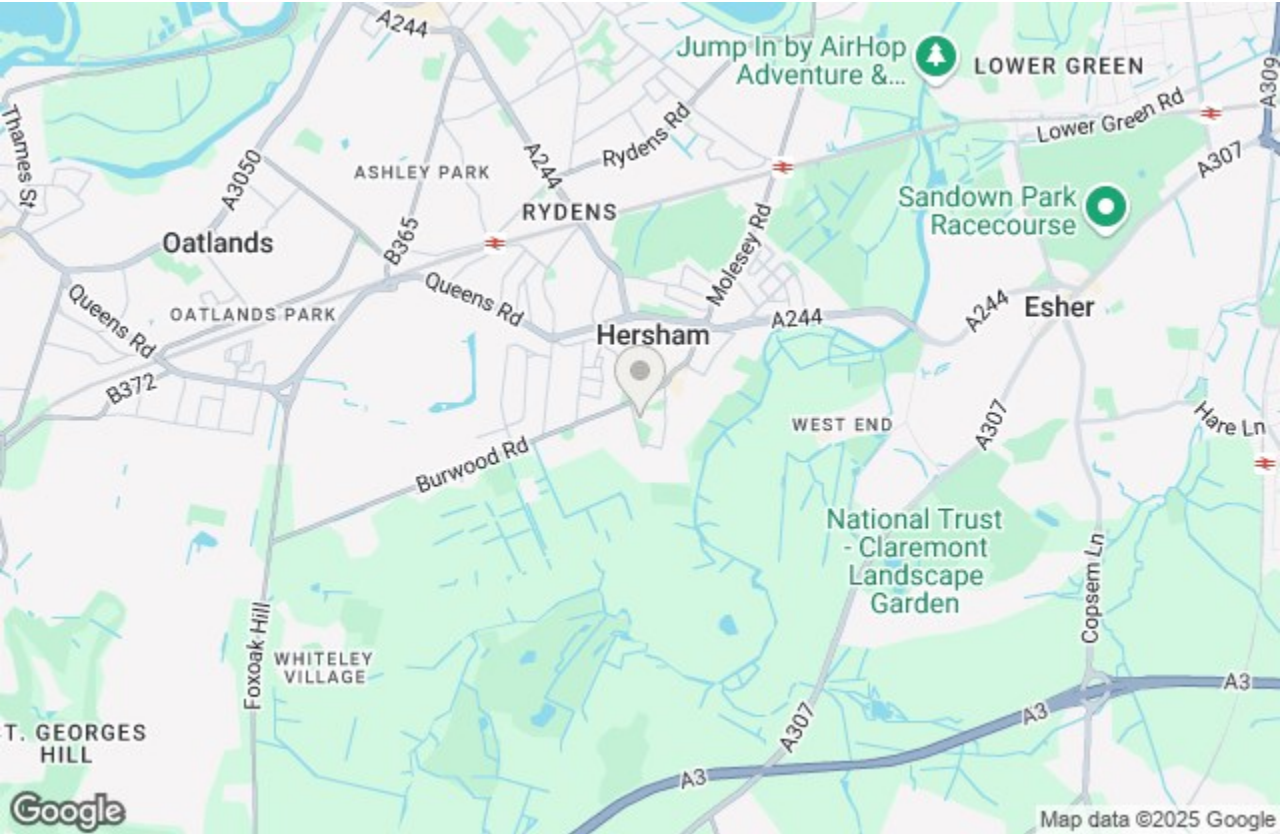 A244
Jump In by AirHop
Adventure &...
LOWER GREEN
A309
Thames St
A3050
ASHLEY PARK
B365
A244
Rydens Rd
Lower Green Rd
A307
Sandown Park
Racecourse
RYDENS
Oatlands
Molesey Rd
Queens Rd
Queens Rd
OATLANDS PARK
Hersham
A244
A244
Esher
B372
Burwood Rd
WEST END
A307
Hare Ln
National Trust
- Claremont
Landscape
Garden
Copsem Ln
Foxoak Hill
WHITELEY
VILLAGE
T. GEORGES
HILL
A307
A3
A3
A3
Google
Map data ©2025 Google